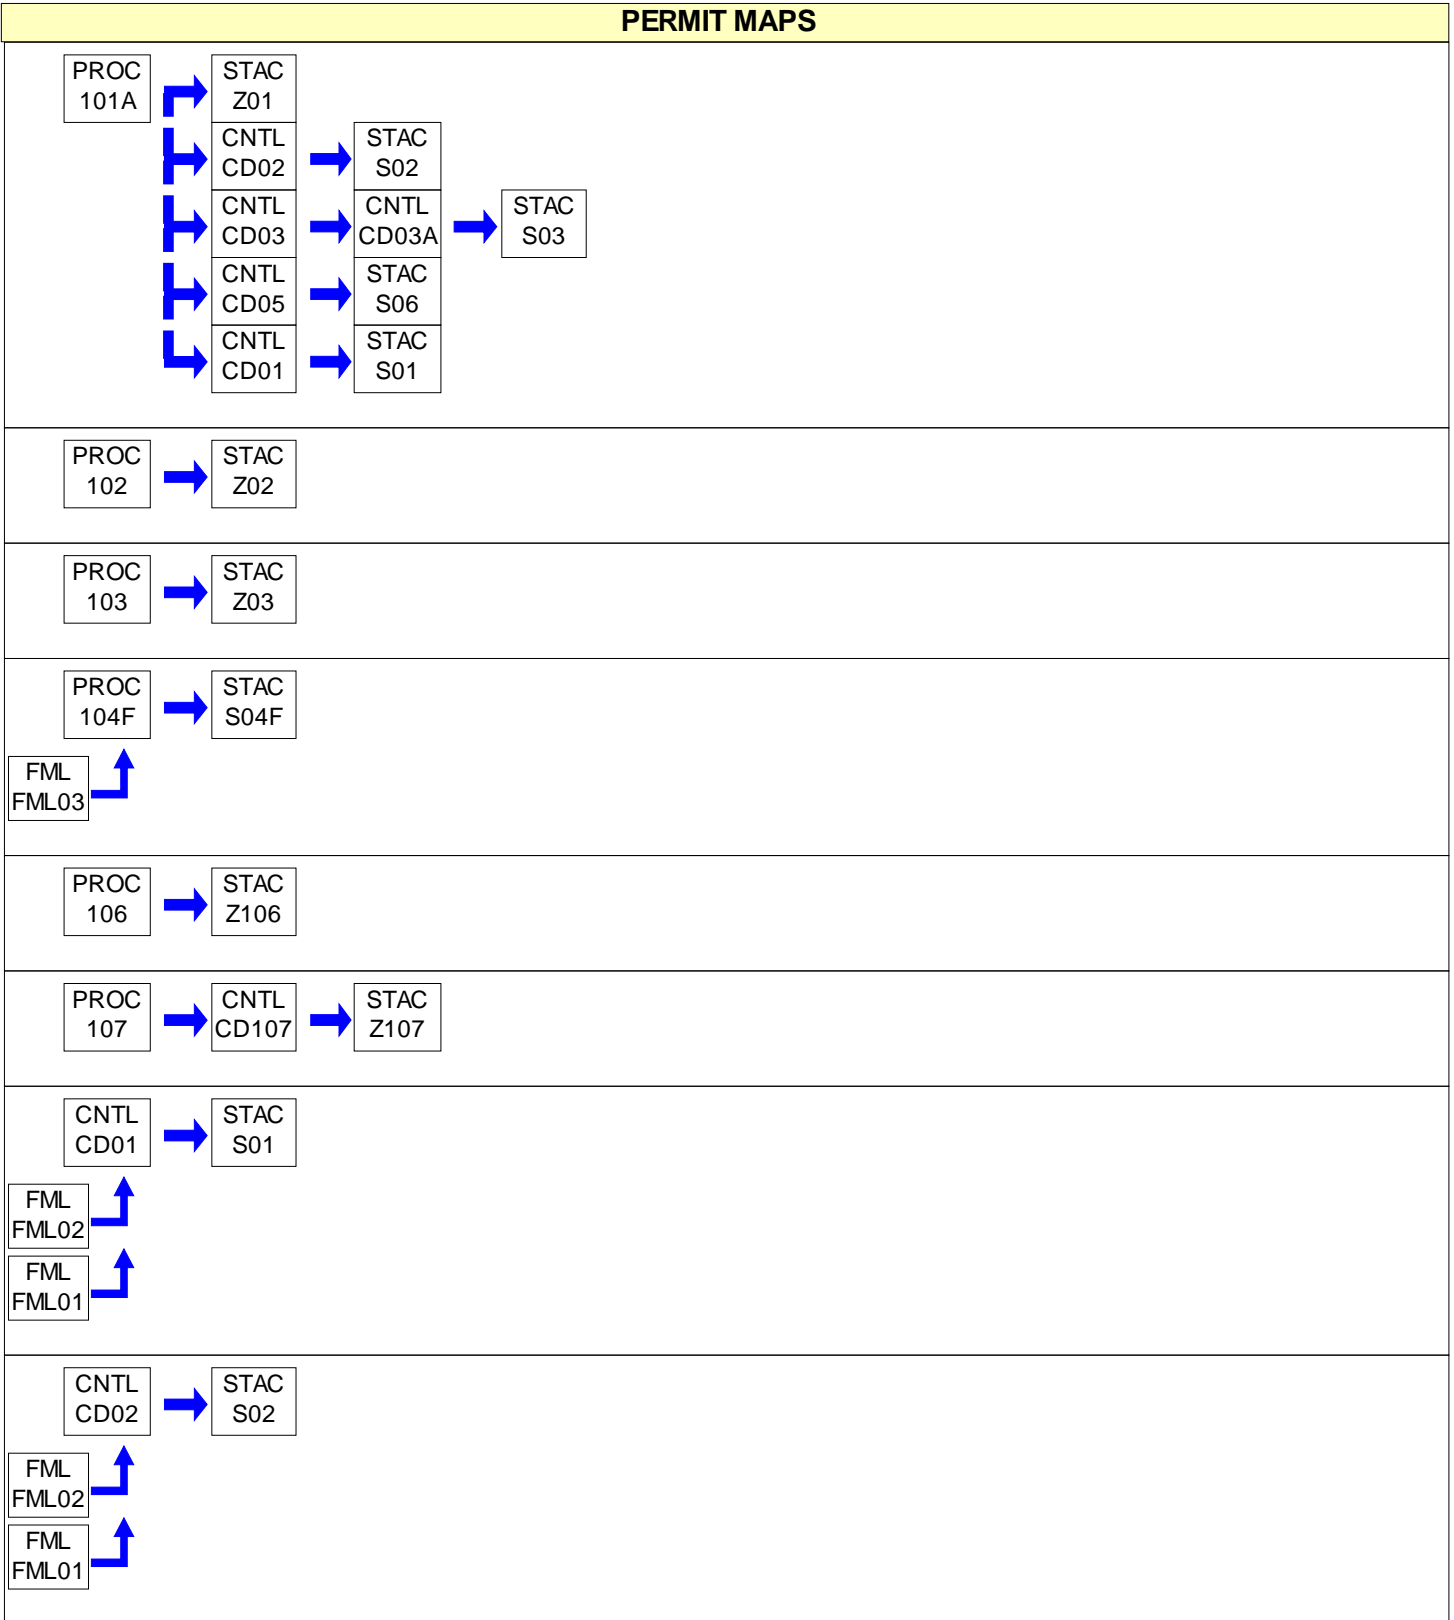 PERMIT MAPS
PROC
101A
STAC
Z01
CNTL
CD02
STAC
S02
CNTL
CD03
CNTL
CD03A
STAC
S03
CNTL
CD05
STAC
S06
CNTL
CD01
STAC
S01
PROC
102
STAC
Z02
PROC
103
STAC
Z03
PROC
104F
STAC
S04F
FML
FML03
PROC
106
STAC
Z106
PROC
107
CNTL
CD107
STAC
Z107
CNTL
CD01
STAC
S01
FML
FML02
FML
FML01
CNTL
CD02
STAC
S02
FML
FML02
FML
FML01